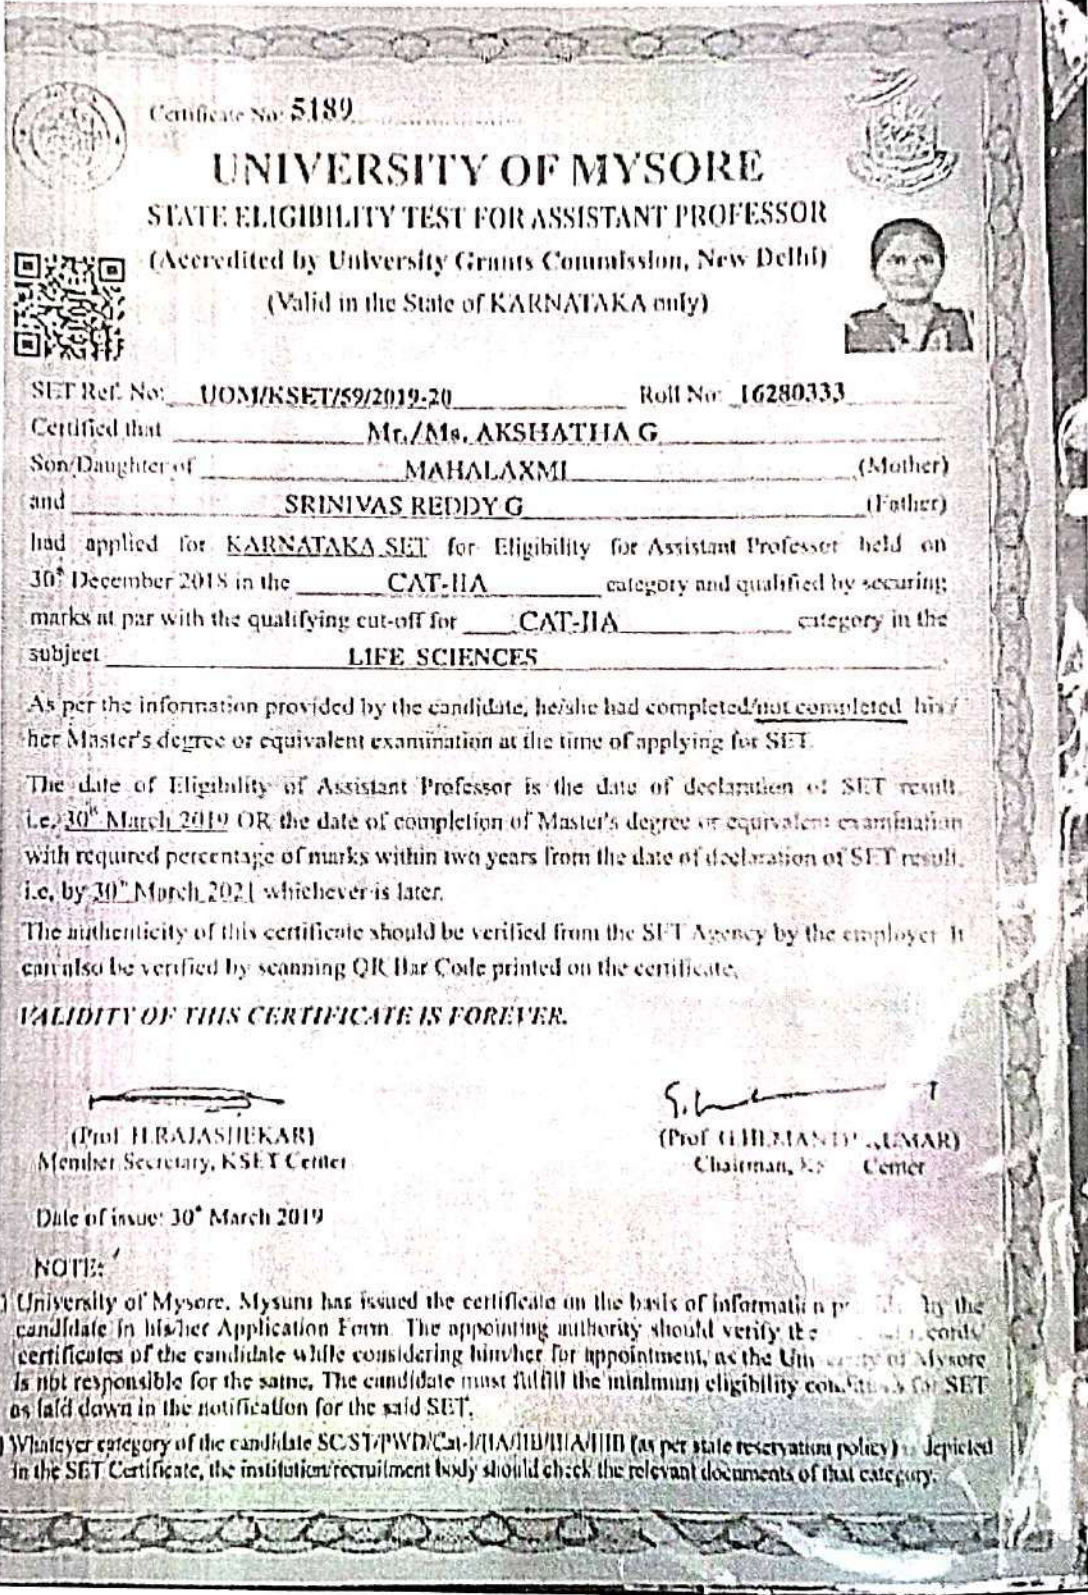 Certificate No: 5189
UNIVERSITY OF MYSORE
STATE ELIGIBILITY TEST FOR ASSISTANT PROFESSOR
(Accredited by University Grants Commission, New Delhi)
(Valid in the State of KARNATAKA only)
SET Ref. No: UOM/KSET/59/2019-20 Roll No: 16280333
Certified that Mr./Ms. AKSHATHA G
Son/Daughter of MAHALAXMI (Mother)
and SRINIVAS REDDY G (Father)
had applied for KARNATAKA SET for Eligibility for Assistant Professor held on
30th December 2018 in the CAT-IIA category and qualified by securing
marks at par with the qualifying cut-off for CAT-IIA category in the
subject LIFE SCIENCES
As per the information provided by the candidate, he/she had completed/not completed his/
her Master's degree or equivalent examination at the time of applying for SET.
The date of Eligibility of Assistant Professor is the date of declaration of SET result,
i.e., 30th March 2019 OR the date of completion of Master's degree or equivalent examination
with required percentage of marks within two years from the date of declaration of SET result,
i.e, by 30th March 2021 whichever is later.
The authenticity of this certificate should be verified from the SET Agency by the employer. It
can also be verified by scanning QR Bar Code printed on the certificate.
VALIDITY OF THIS CERTIFICATE IS FOREVER.
(Prof H.RAJASHEKAR) (Prof G.HEMANTH KUMAR)
Member Secretary, KSET Center Chairman, Center
Date of issue: 30th March 2019
NOTE:
) University of Mysore, Mysuru has issued the certificate on the basis of information by the
candidate in his/her Application Form. The appointing authority should verify the
certificates of the candidate while considering him/her for appointment, as the University of Mysore
is not responsible for the same. The candidate must fulfill the minimum eligibility conditions for SET
as laid down in the notification for the said SET.
) Whatever category of the candidate SC/ST/PWD/Cat-I/IIA/IIB/IIIA/IIIB (as per state reservation policy) depicted
in the SET Certificate, the institution/recruitment body should check the relevant documents of that category.